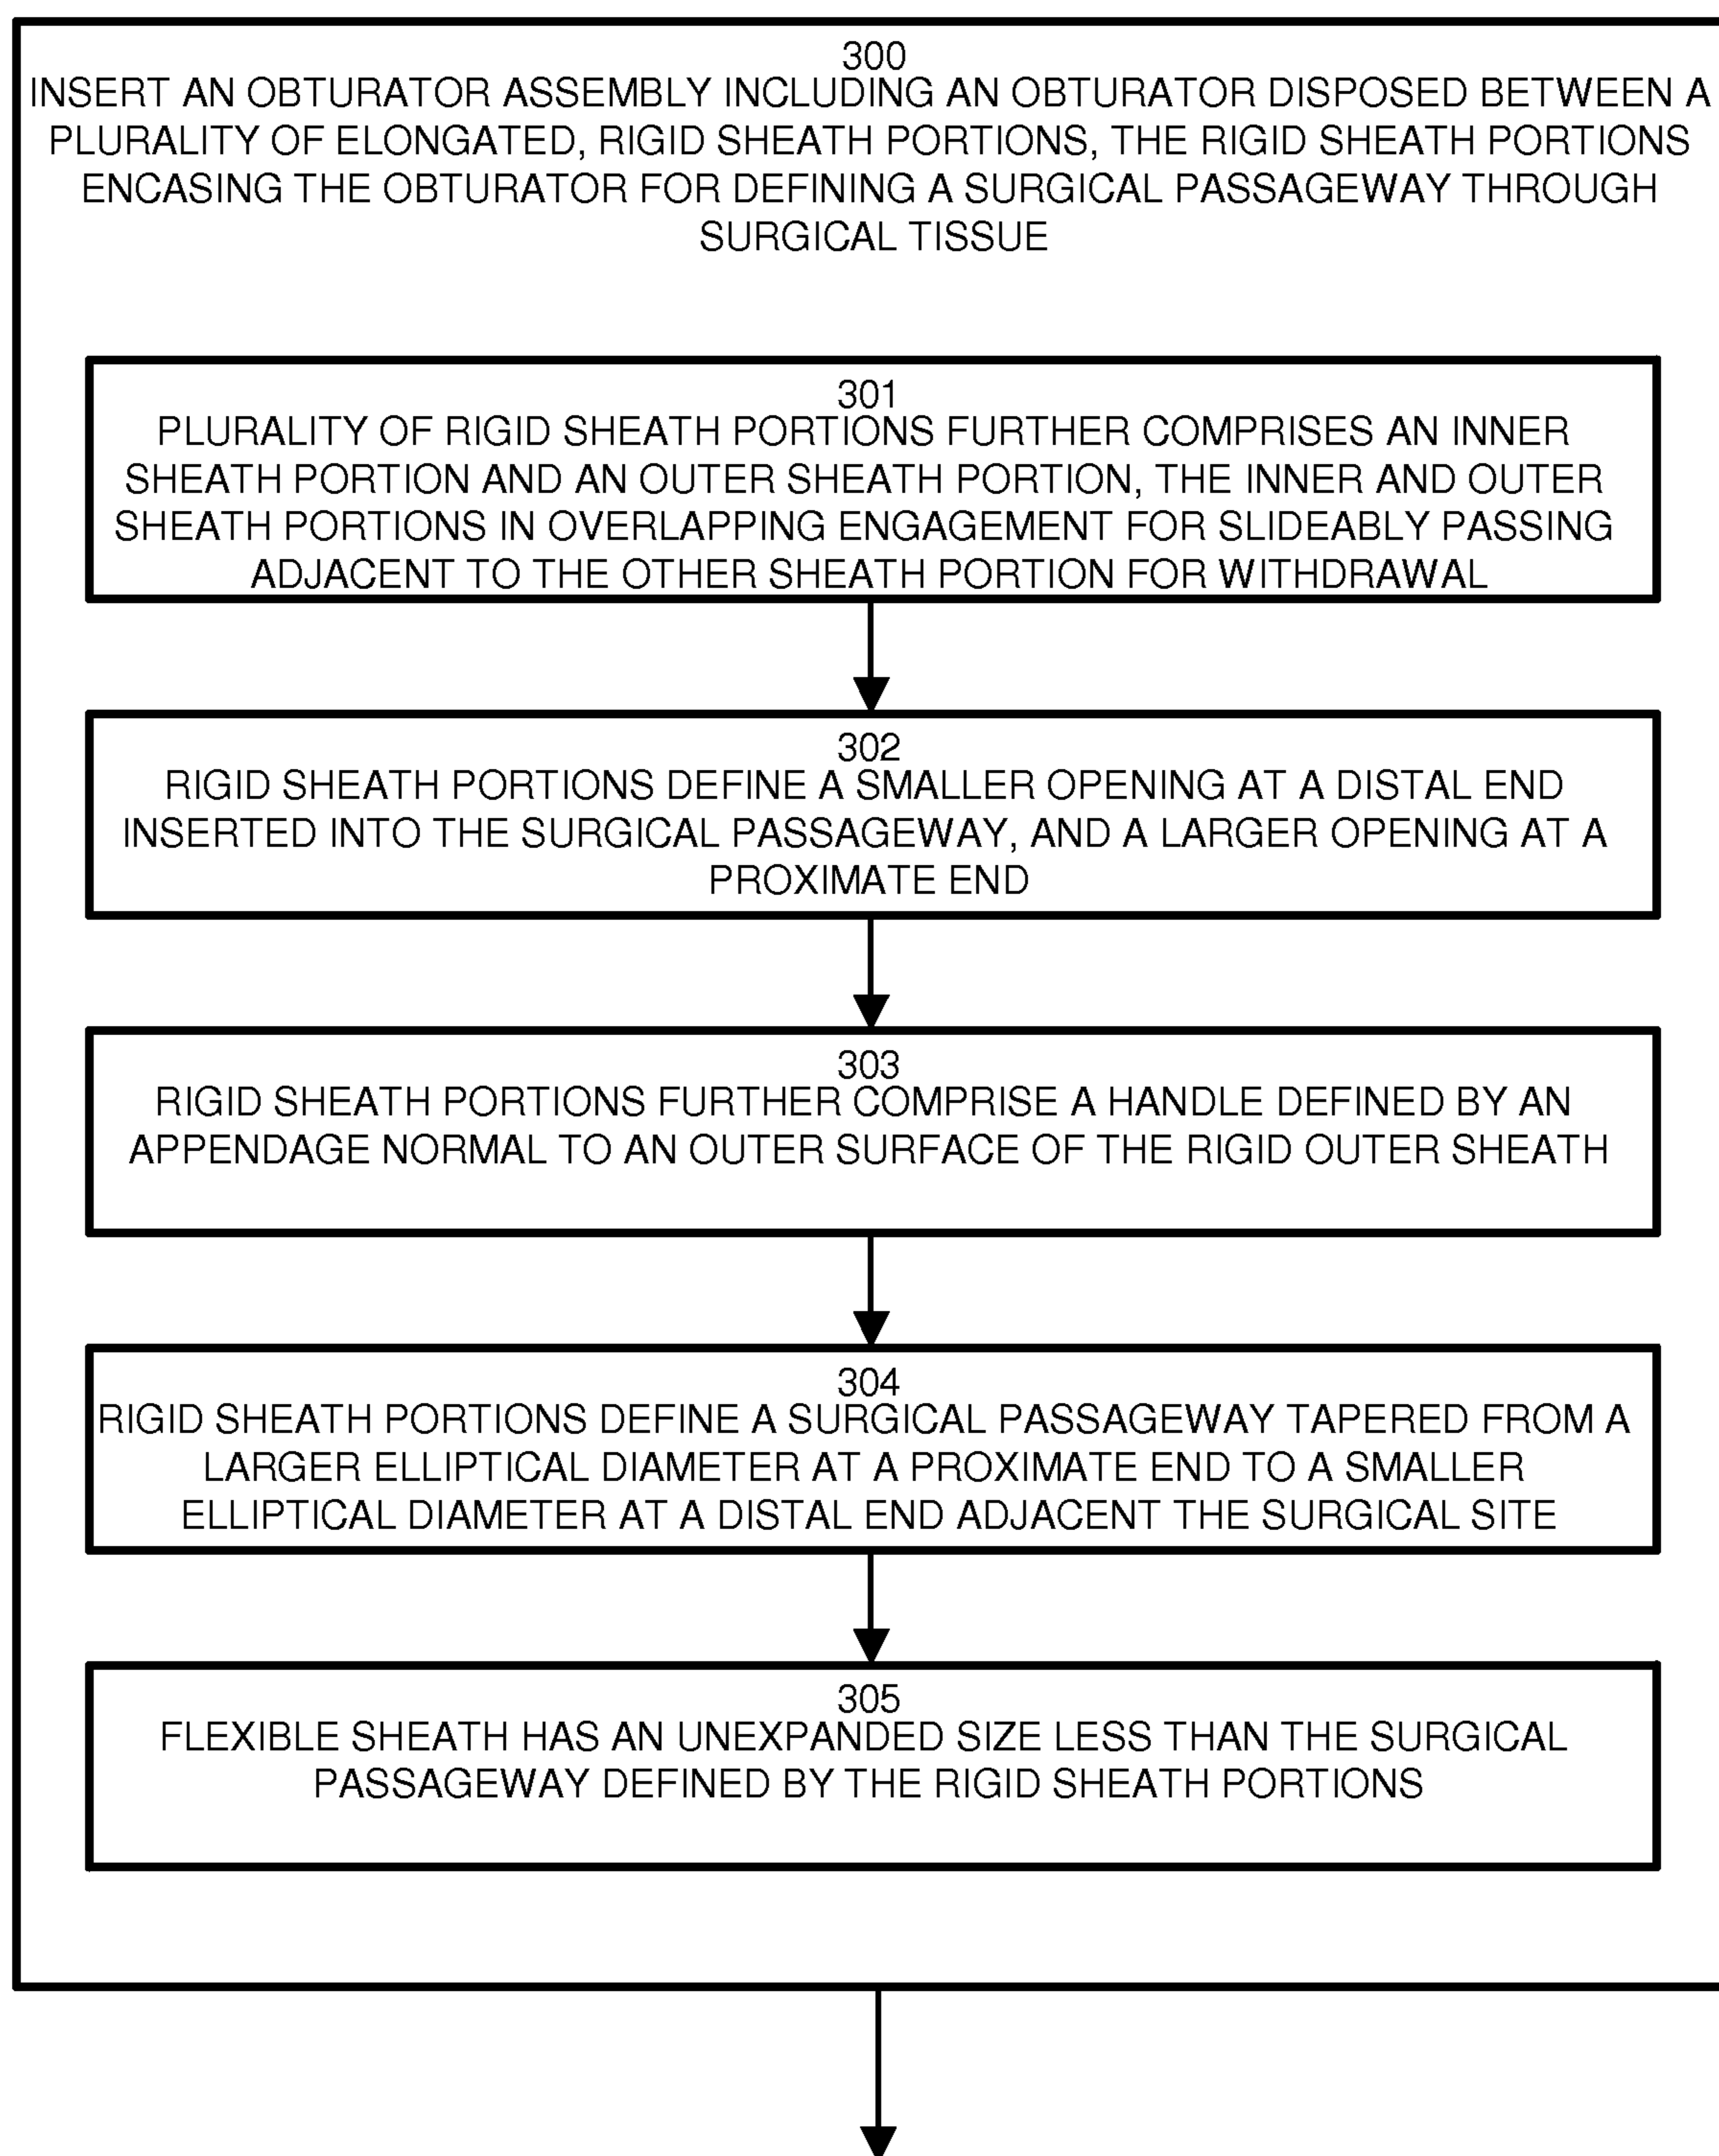 300
INSERT AN OBTURATOR ASSEMBLY INCLUDING AN OBTURATOR DISPOSED BETWEEN A
PLURALITY OF ELONGATED, RIGID SHEATH PORTIONS, THE RIGID SHEATH PORTIONS
ENCASING THE OBTURATOR FOR DEFINING A SURGICAL PASSAGEWAY THROUGH
SURGICAL TISSUE
301
PLURALITY OF RIGID SHEATH PORTIONS FURTHER COMPRISES AN INNER
SHEATH PORTION AND AN OUTER SHEATH PORTION, THE INNER AND OUTER
SHEATH PORTIONS IN OVERLAPPING ENGAGEMENT FOR SLIDEABLY PASSING
ADJACENT TO THE OTHER SHEATH PORTION FOR WITHDRAWAL
302
RIGID SHEATH PORTIONS DEFINE A SMALLER OPENING AT A DISTAL END
INSERTED INTO THE SURGICAL PASSAGEWAY, AND A LARGER OPENING AT A
PROXIMATE END
303
RIGID SHEATH PORTIONS FURTHER COMPRISE A HANDLE DEFINED BY AN
APPENDAGE NORMAL TO AN OUTER SURFACE OF THE RIGID OUTER SHEATH
304
RIGID SHEATH PORTIONS DEFINE A SURGICAL PASSAGEWAY TAPERED FROM A
LARGER ELLIPTICAL DIAMETER AT A PROXIMATE END TO A SMALLER
ELLIPTICAL DIAMETER AT A DISTAL END ADJACENT THE SURGICAL SITE
305
FLEXIBLE SHEATH HAS AN UNEXPANDED SIZE LESS THAN THE SURGICAL
PASSAGEWAY DEFINED BY THE RIGID SHEATH PORTIONS